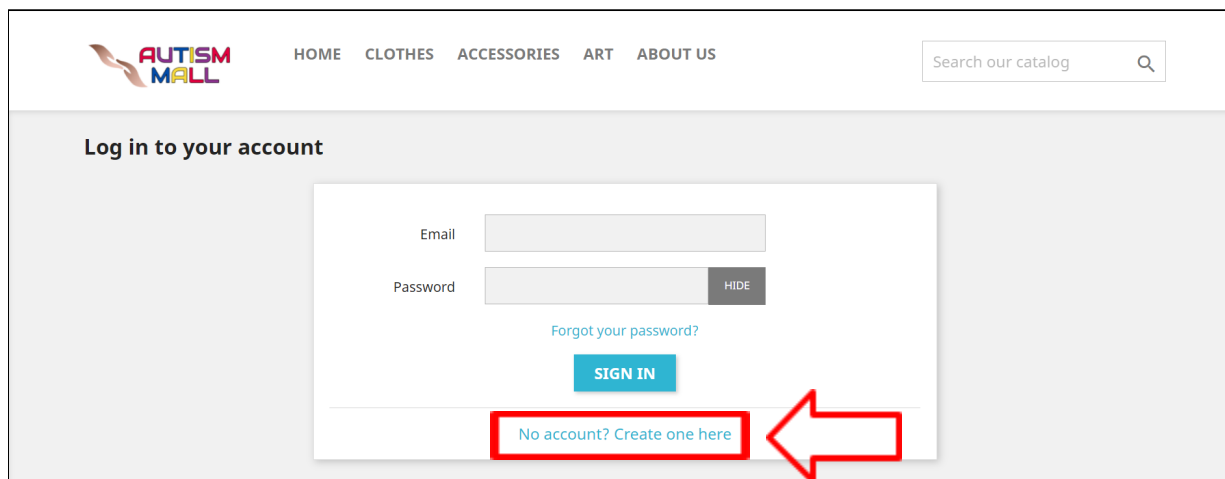 AUTISM
MALL
HOME CLOTHES ACCESSORIES ART ABOUT US
Search our catalog
Log in to your account
Email
Password HIDE
Forgot your password?
SIGN IN
No account? Create one here